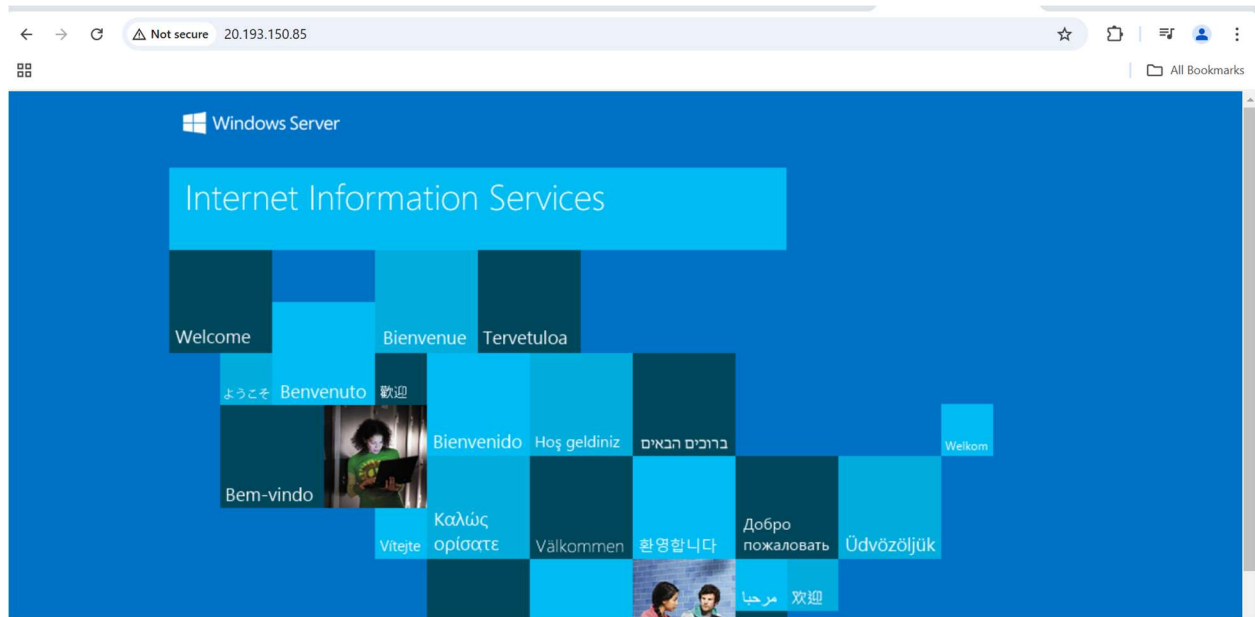 Not secure 20.193.150.85
All Bookmarks
Windows Server
Internet Information Services
Welcome
Bienvenue
Tervetuloa
ようこそ
Benvenuto
歡迎
Bienvenido
Hoş geldiniz
ברוכים הבאים
Welkom
Bem-vindo
Vítejte
Καλώς
ορίσατε
Välkommen
환영합니다
Добро
пожаловать
Üdvözöljük
مرحبا
欢迎